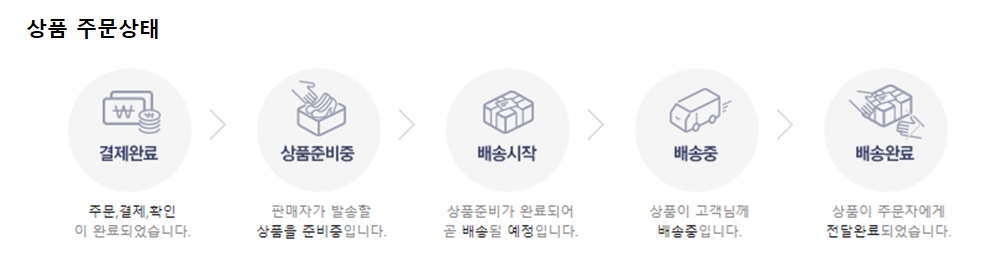 상품 주문상태
결제완료
상품준비중
배송시작
배송중
배송완료
주문,결제,확인
이 완료되었습니다.
판매자가 발송할
상품을 준비중입니다.
상품준비가 완료되어
곧 배송될 예정입니다.
상품이 고객님께
배송중입니다.
상품이 주문자에게
전달완료되었습니다.